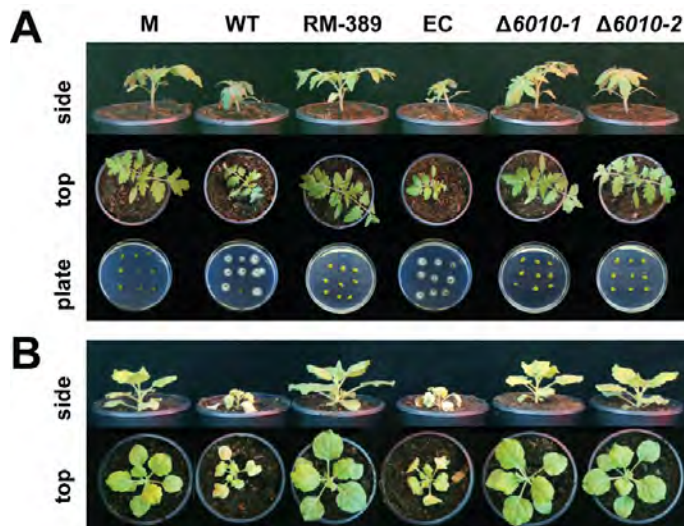 A
M WT RM-389 EC Δ6010-1 Δ6010-2
side
top
plate
B
side
top